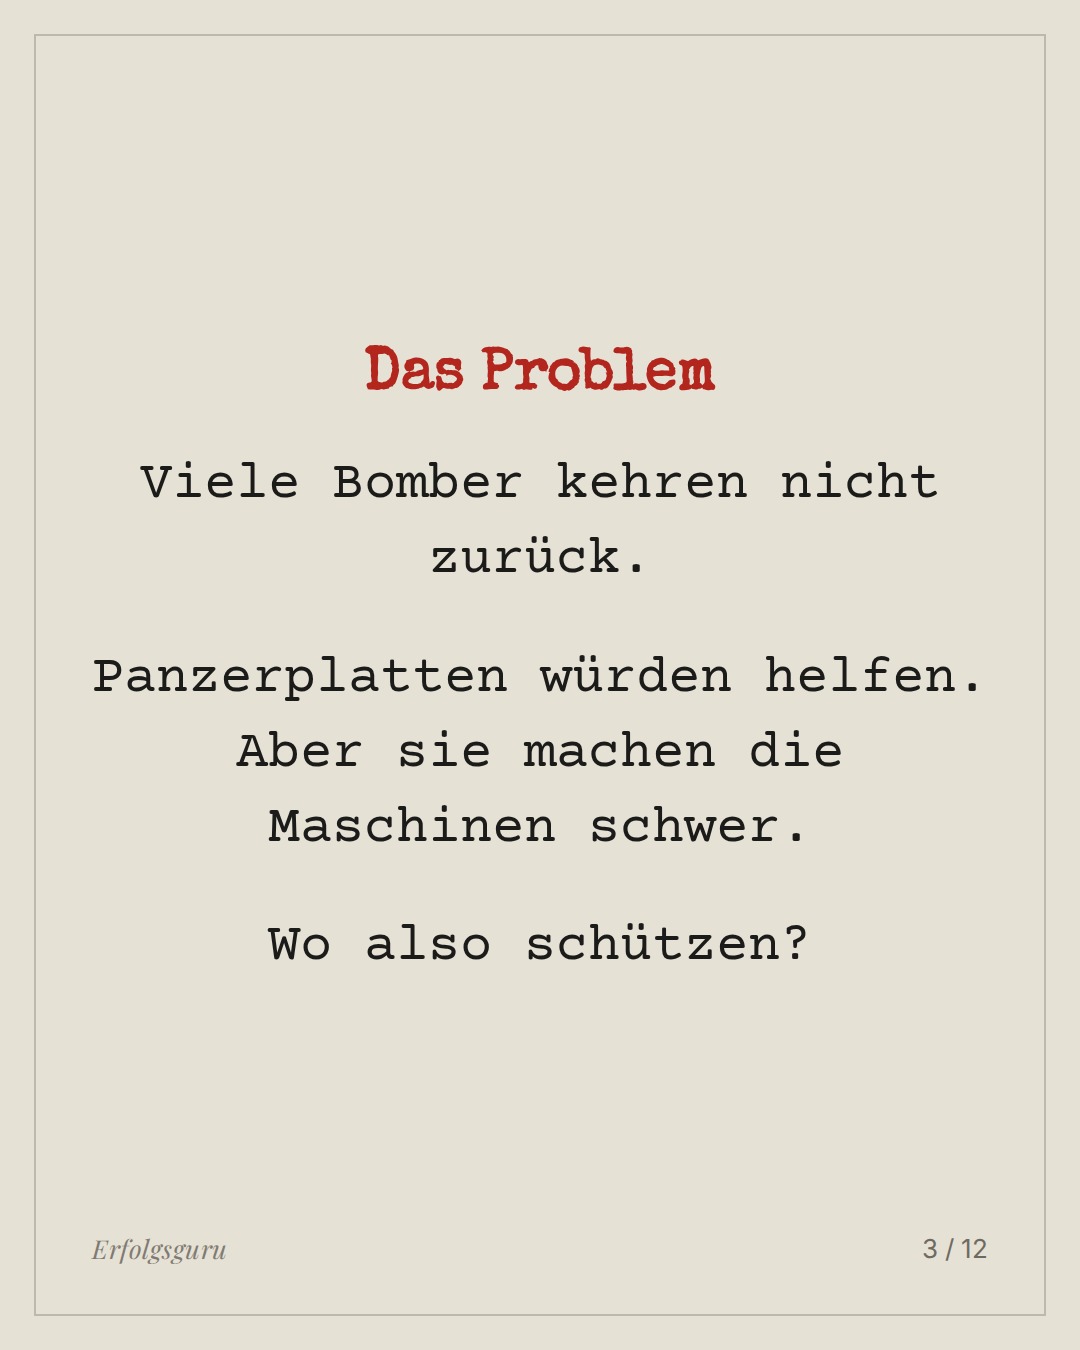 Das Problem
Viele Bomber kehren nicht
zurück.
Panzerplatten würden helfen.
Aber sie machen die
Maschinen schwer.
Wo also schützen?
Erfolgsguru
3 / 12